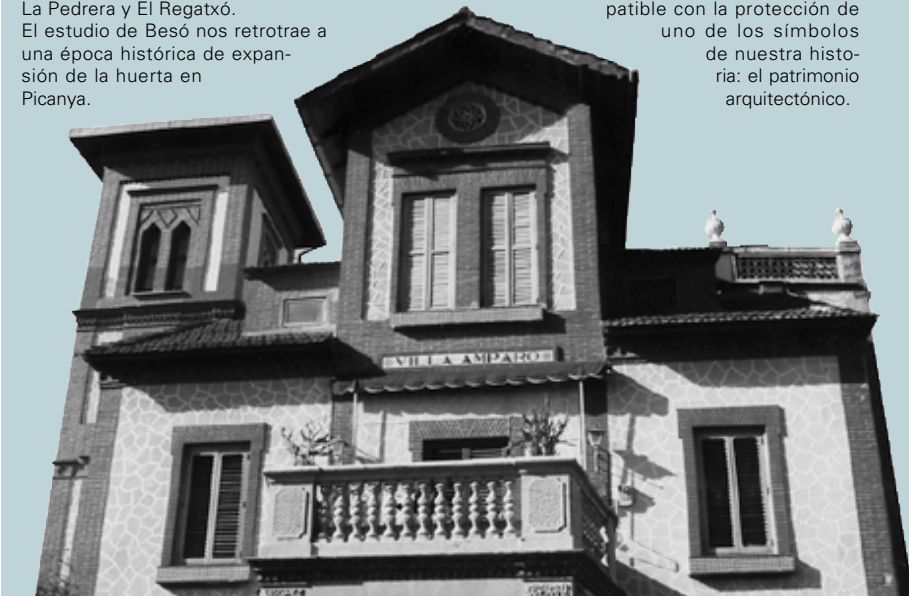 La Pedrera y El Regatxó.
El estudio de Besó nos retrotrae a
una época histórica de expan-
sión de la huerta en
Picanya.
patible con la protección de
uno de los símbolos
de nuestra histo-
ria: el patrimonio
arquitectónico.
VILLA AMPARO